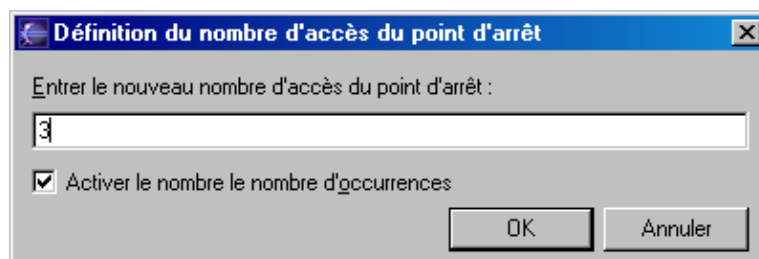 Définition du nombre d'accès du point d'arrêt
Entrer le nouveau nombre d'accès du point d'arrêt :
3
Activer le nombre le nombre d'occurrences
OK Annuler